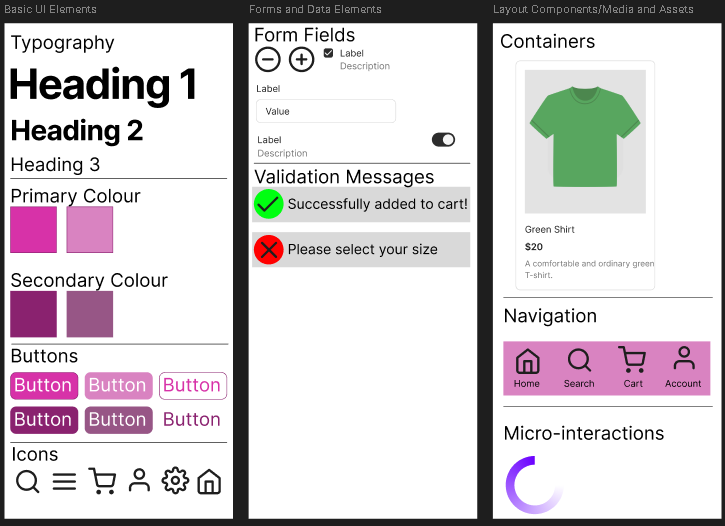 Basic UI Elements
Typography
Heading 1
Heading 2
Heading 3
Primary Colour
Secondary Colour
Buttons
Button Button Button
Button Button Button
Icons
Forms and Data Elements
Form Fields
Label
Description
Label
Value
Label
Description
Validation Messages
Successfully added to cart!
Please select your size
Layout Components/Media and Assets
Containers
Green Shirt
$20
A comfortable and ordinary green
T-shirt.
Navigation
Home Search Cart Account
Micro-interactions